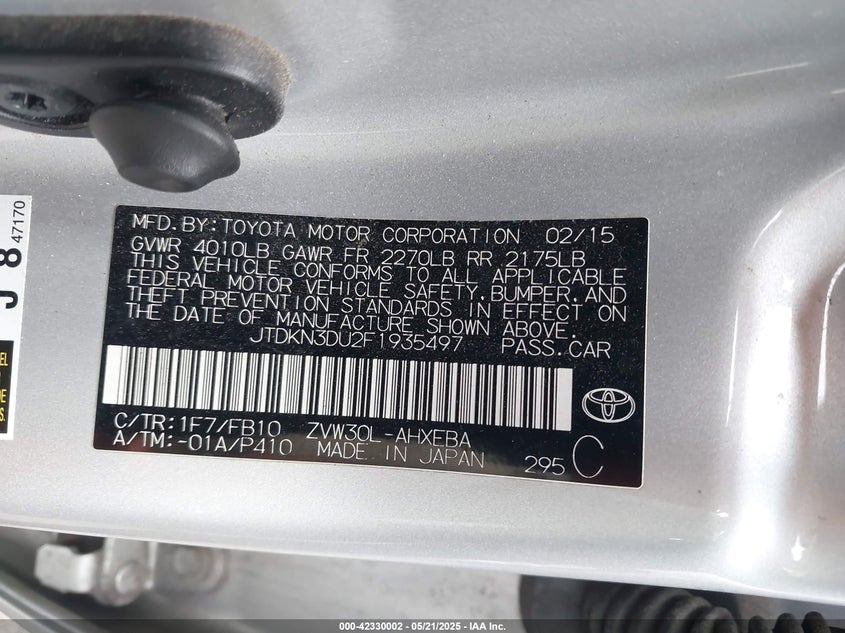 MFD.BY:TOYOTA MOTOR CORPORATION 02/15
GVWR 4010LB GAWR FR 2270LB RR 2175LB
THIS VEHICLE CONFORMS TO ALL APPLICABLE
FEDERAL MOTOR VEHICLE SAFETY,BUMPER,AND
THEFT PREVENTION STANDARDS IN EFFECT ON
THE DATE OF MANUFACTURE SHOWN ABOVE.
JTDKN3DU2F1935497 PASS.CAR
C/TR:1F7/FB10 ZVW30L-AHXEBA
A/TM:-01A/P410 MADE IN JAPAN 295 C
J 8 47170
000-42330002 - 05/21/2025 - IAA Inc.